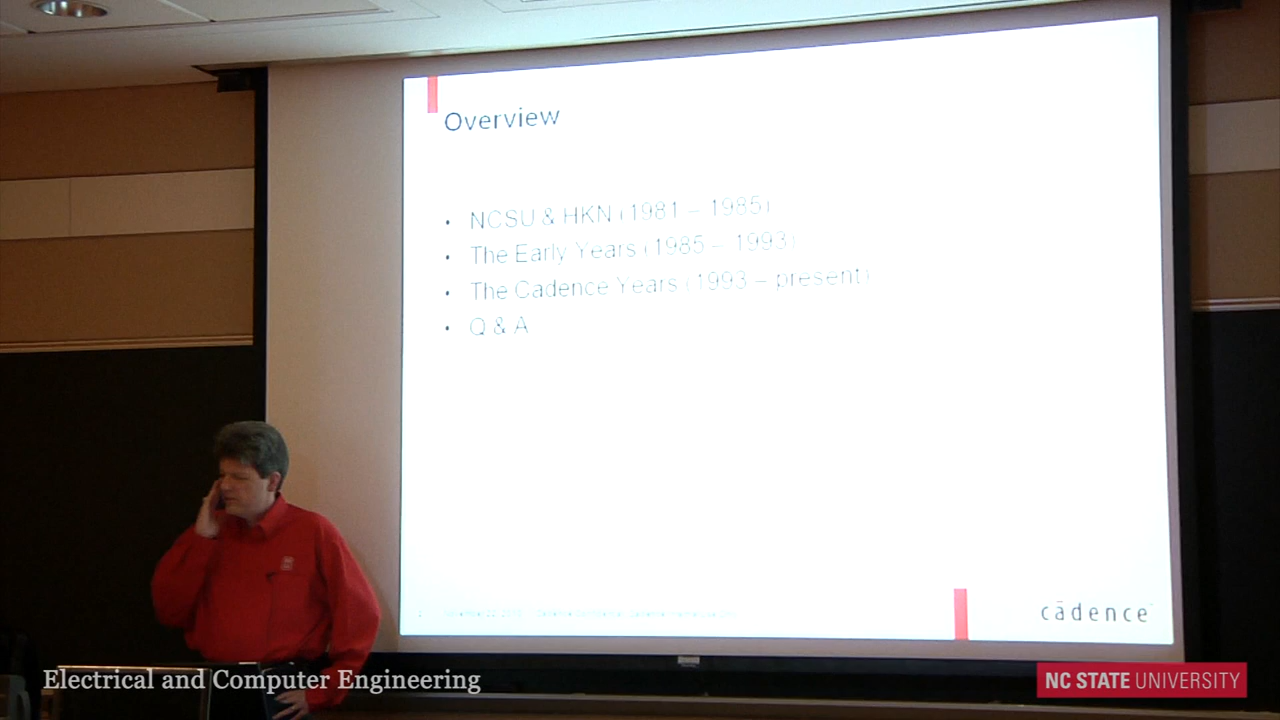 Overview
• NCSU & HKN (1981 – 1985)
• The Early Years (1985 – 1993)
• The Cadence Years (1993 – present)
• Q & A
cādence
Electrical and Computer Engineering
NC STATE UNIVERSITY